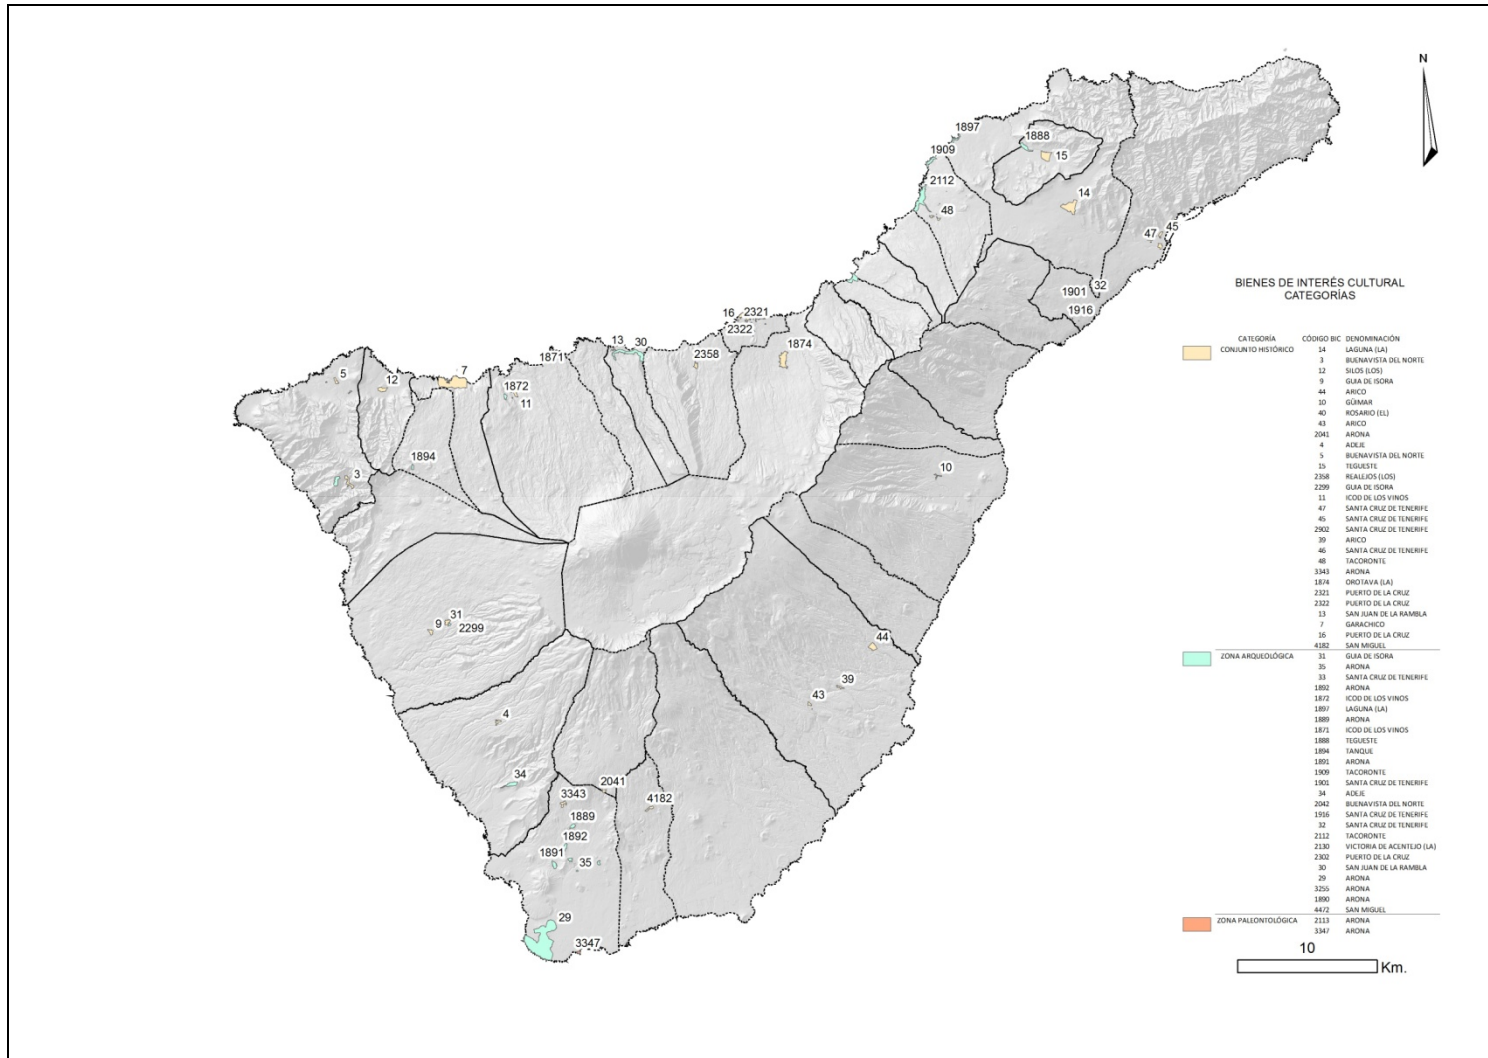 N
1897
1888
1909
15
2112
14
48
45
47
32
1901
1916
16
2321
2322
13
30
1871
2358
1874
7
5
12
1872
11
1894
3
10
31
9
2299
44
39
43
4
34
2041
3343
4182
1889
1892
1891
35
29
3347
BIENES DE INTERÉS CULTURAL
CATEGORÍAS
CATEGORÍA CÓDIGO BIC DENOMINACIÓN
CONJUNTO HISTÓRICO 14 LAGUNA (LA)
3 BUENAVISTA DEL NORTE
12 SILOS (LOS)
9 GUIA DE ISORA
44 ARICO
10 GÜIMAR
40 ROSARIO (EL)
43 ARICO
2041 ARONA
4 ADEJE
5 BUENAVISTA DEL NORTE
15 TEGUESTE
2358 REALEJOS (LOS)
2299 GUIA DE ISORA
11 ICOD DE LOS VINOS
47 SANTA CRUZ DE TENERIFE
45 SANTA CRUZ DE TENERIFE
2902 SANTA CRUZ DE TENERIFE
39 ARICO
46 SANTA CRUZ DE TENERIFE
48 TACORONTE
3343 ARONA
1874 OROTAVA (LA)
2321 PUERTO DE LA CRUZ
2322 PUERTO DE LA CRUZ
13 SAN JUAN DE LA RAMBLA
7 GARACHICO
16 PUERTO DE LA CRUZ
4182 SAN MIGUEL
ZONA ARQUEOLÓGICA 31 GUIA DE ISORA
35 ARONA
33 SANTA CRUZ DE TENERIFE
1892 ARONA
1872 ICOD DE LOS VINOS
1897 LAGUNA (LA)
1889 ARONA
1871 ICOD DE LOS VINOS
1888 TEGUESTE
1894 TANQUE
1891 ARONA
1909 TACORONTE
1901 SANTA CRUZ DE TENERIFE
34 ADEJE
2042 BUENAVISTA DEL NORTE
1916 SANTA CRUZ DE TENERIFE
32 SANTA CRUZ DE TENERIFE
2112 TACORONTE
2130 VICTORIA DE ACENTEJO (LA)
2302 PUERTO DE LA CRUZ
30 SAN JUAN DE LA RAMBLA
29 ARONA
3255 ARONA
1890 ARONA
4472 SAN MIGUEL
ZONA PALEONTOLÓGICA 2113 ARONA
3347 ARONA
10
Km.